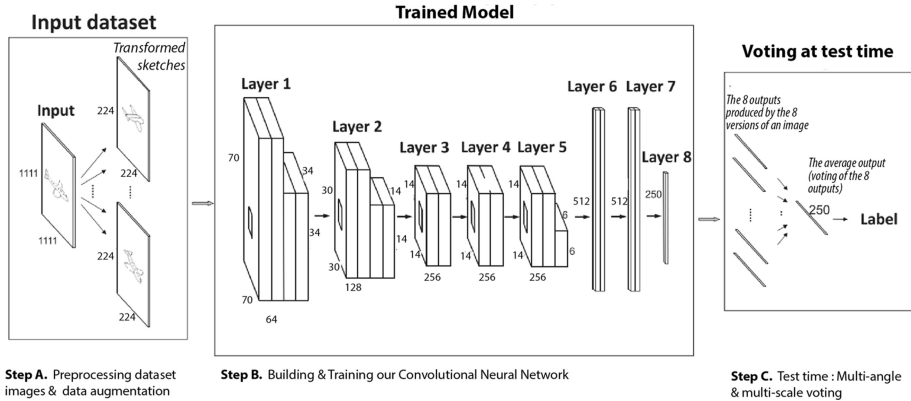 Input dataset
Transformed
sketches
Input
1111
1111
224
224
224
224
Trained Model
Layer 1
70
70
64
34
34
Layer 2
30
30
128
14
14
Layer 3
14
14
256
Layer 4
14
14
256
Layer 5
14
14
256
6
6
Layer 6
512
Layer 7
512
Layer 8
250
Voting at test time
The 8 outputs
produced by the 8
versions of an image
The average output
(voting of the 8
outputs)
250
Label
Step A. Preprocessing dataset
images & data augmentation
Step B. Building & Training our Convolutional Neural Network
Step C. Test time : Multi-angle
& multi-scale voting